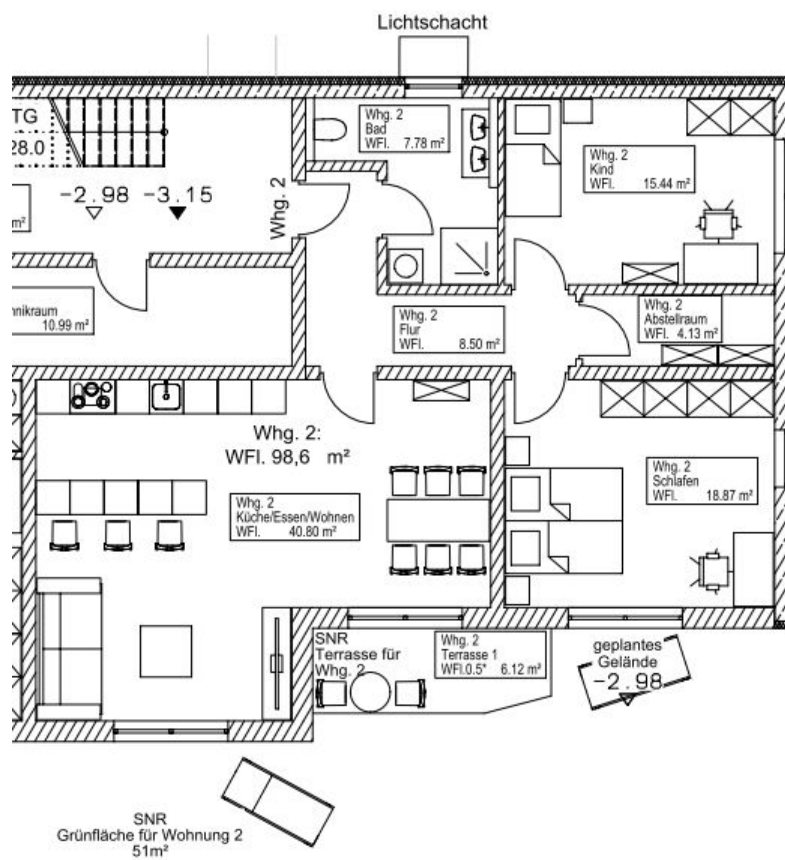 Lichtschacht
TG
28.0
-2.98
-3.15
m²
Whg. 2
Whg. 2
Bad
WFl. 7.78 m²
Whg. 2
Kind
WFl. 15.44 m²
nikraum
10.99 m²
Whg. 2
Flur
WFl. 8.50 m²
Whg. 2
Abstellraum
WFl. 4.13 m²
Whg. 2:
WFl. 98,6 m²
Whg. 2
Küche/Essen/Wohnen
WFl. 40.80 m²
Whg. 2
Schlafen
WFl. 18.87 m²
SNR
Terrasse für
Whg. 2
Whg. 2
Terrasse 1
WFl.0.5* 6.12 m²
geplantes
Gelände
-2.98
SNR
Grünfläche für Wohnung 2
51m²